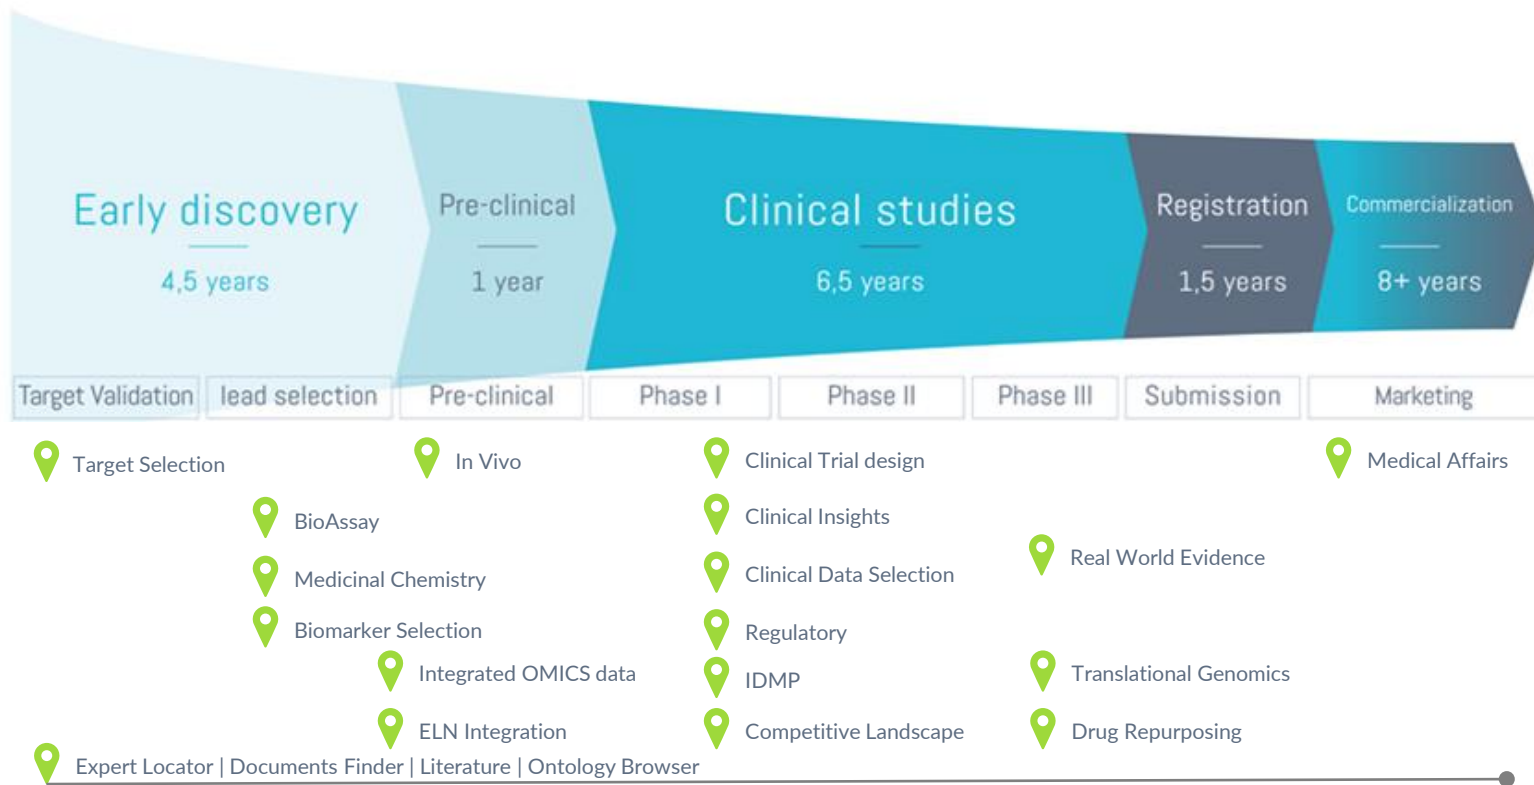 Early discovery
4,5 years
Pre-clinical
1 year
Clinical studies
6,5 years
Registration
1,5 years
Commercialization
8+ years
Target Validation
lead selection
Pre-clinical
Phase I
Phase II
Phase III
Submission
Marketing
Target Selection
In Vivo
Clinical Trial design
Medical Affairs
BioAssay
Clinical Insights
Real World Evidence
Medicinal Chemistry
Clinical Data Selection
Biomarker Selection
Regulatory
Integrated OMICS data
IDMP
Translational Genomics
ELN Integration
Competitive Landscape
Drug Repurposing
Expert Locator | Documents Finder | Literature | Ontology Browser